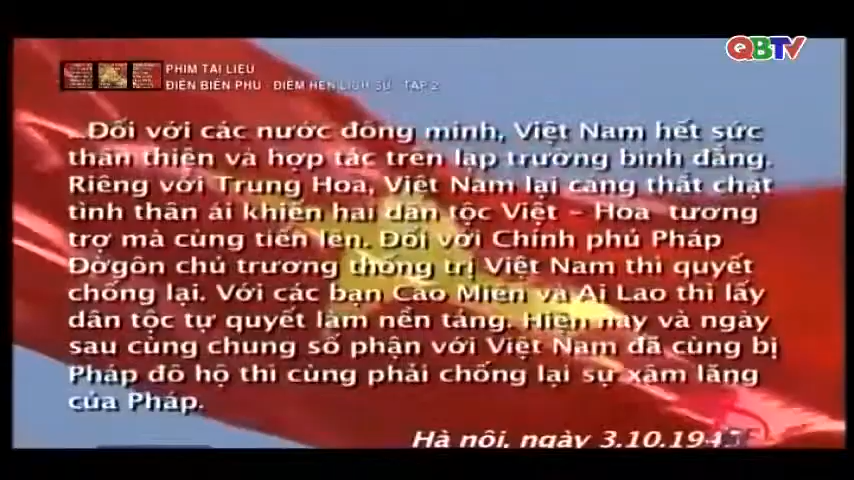 QBTV
PHIM TÀI LIỆU
ĐIỆN BIÊN PHỦ - ĐIỂM HẸN LỊCH SỬ - TẬP 2
...Đối với các nước đồng minh, Việt Nam hết sức
thân thiện và hợp tác trên lập trường bình đẳng.
Riêng với Trung Hoa, Việt Nam lại càng thắt chặt
tình thân ái khiến hai dân tộc Việt – Hoa tương
trợ mà cùng tiến lên. Đối với Chính phủ Pháp
Đờgôn chủ trương thống trị Việt Nam thì quyết
chống lại. Với các bạn Cao Miên và Ai Lao thì lấy
dân tộc tự quyết làm nền tảng. Hiện nay và ngày
sau cũng chung số phận với Việt Nam đã cùng bị
Pháp đô hộ thì cùng phải chống lại sự xâm lăng
của Pháp.
Hà nội, ngày 3.10.1945